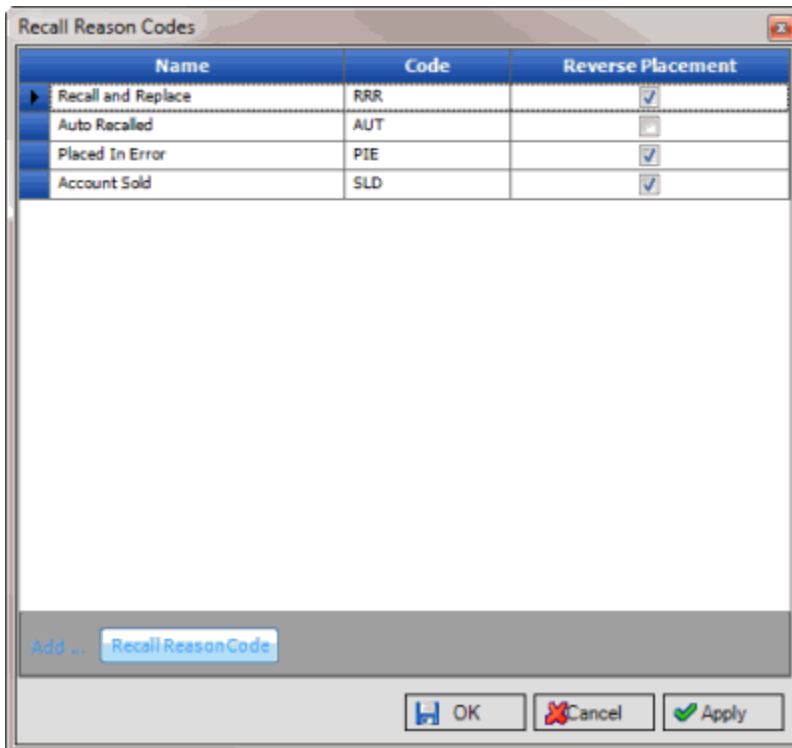 Recall Reason Codes
Name Code Reverse Placement
Recall and Replace RRR
Auto Recalled AUT
Placed In Error PIE
Account Sold SLD
Add ... Recall Reason Code
OK Cancel Apply